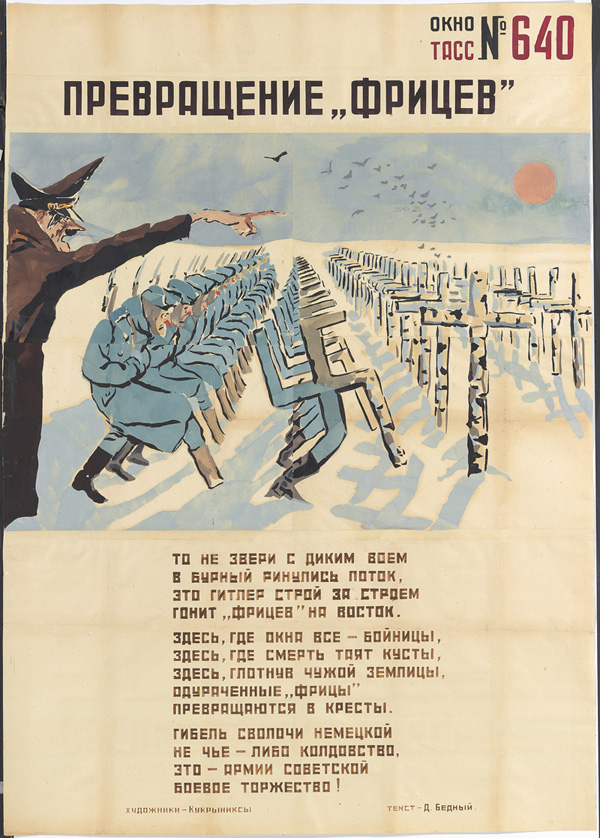 ОКНО
ТАСС № 640
ПРЕВРАЩЕНИЕ „ФРИЦЕВ”
ТО НЕ ЗВЕРИ С ДИКИМ ВОЕМ
В БУРНЫЙ РИНУЛИСЬ ПОТОК,
ЭТО ГИТЛЕР СТРОЙ ЗА СТРОЕМ
ГОНИТ „ФРИЦЕВ” НА ВОСТОК.
ЗДЕСЬ, ГДЕ ОКНА ВСЕ – БОЙНИЦЫ,
ЗДЕСЬ, ГДЕ СМЕРТЬ ТАЯТ КУСТЫ,
ЗДЕСЬ, ГЛОТНУВ ЧУЖОЙ ЗЕМЛИЦЫ,
ОДУРАЧЕННЫЕ „ФРИЦЫ”
ПРЕВРАЩАЮТСЯ В КРЕСТЫ.
ГИБЕЛЬ СВОЛОЧИ НЕМЕЦКОЙ
НЕ ЧЬЕ – ЛИБО КОЛДОВСТВО,
ЭТО – АРМИИ СОВЕТСКОЙ
БОЕВОЕ ТОРЖЕСТВО!
ХУДОЖНИКИ – КУКРЫНИКСЫ
ТЕКСТ – Д. БЕДНЫЙ.